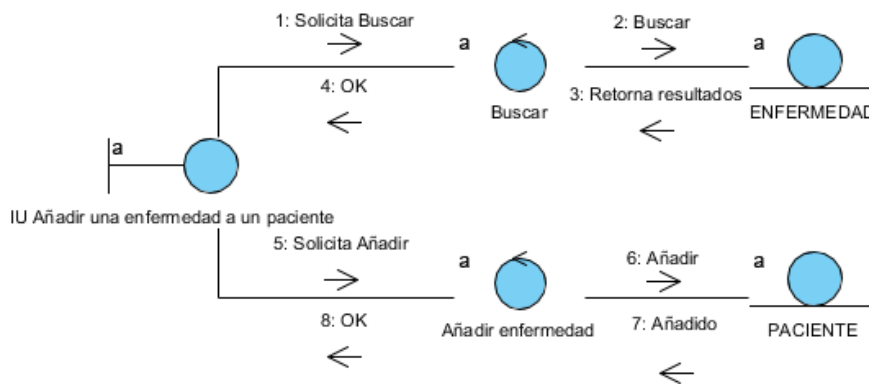 1: Solicita Buscar
a
2: Buscar
a
4: OK
3: Retorna resultados
Buscar
ENFERMEDAD
a
IU Añadir una enfermedad a un paciente
5: Solicita Añadir
a
6: Añadir
a
8: OK
Añadir enfermedad
7: Añadido
PACIENTE